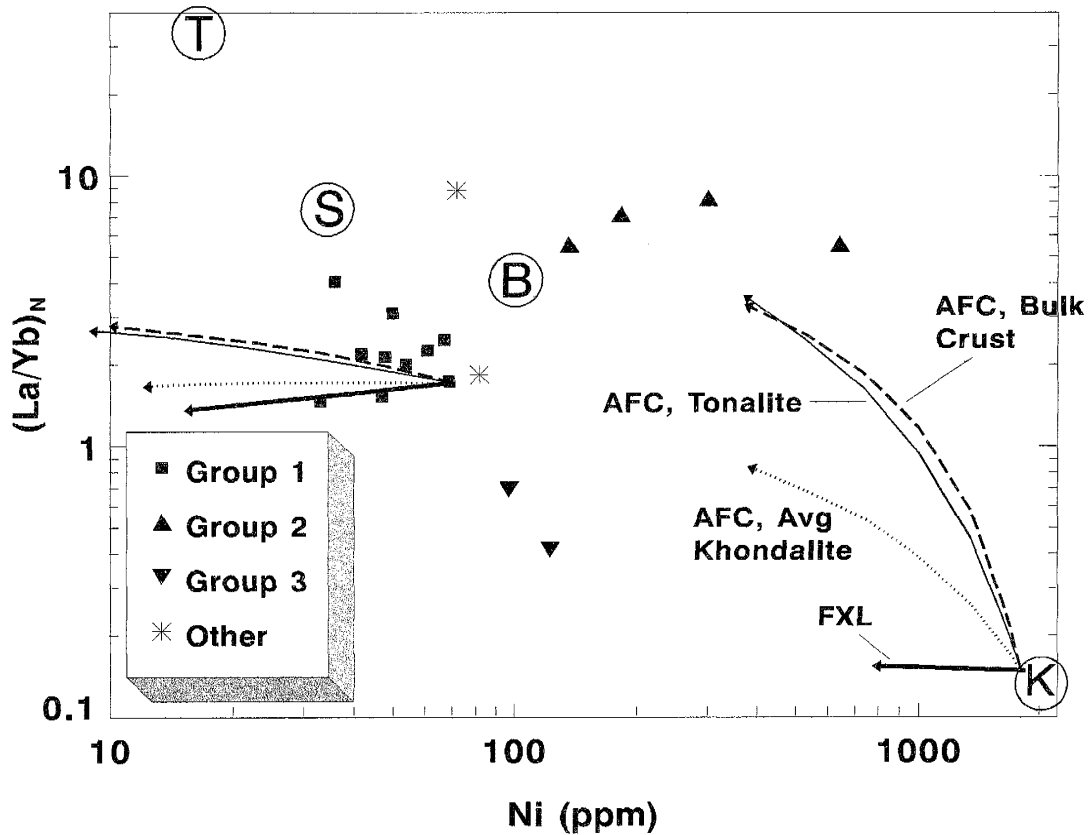 T
10
S
B
AFC, Bulk
Crust
AFC, Tonalite
(La/Yb)N
1
Group 1
Group 2
Group 3
Other
AFC, Avg
Khondalite
FXL
K
0.1
10
100
1000
Ni (ppm)